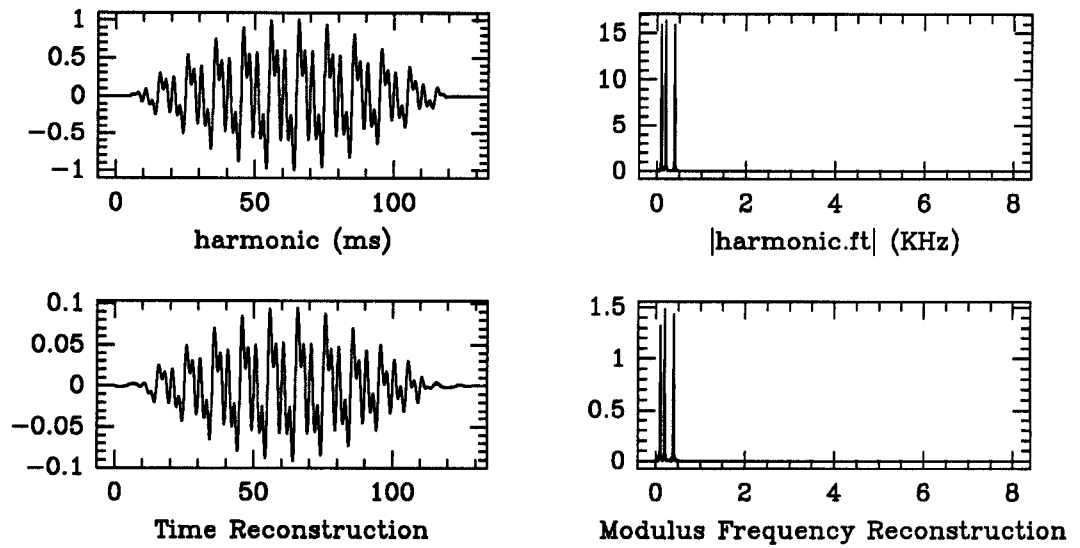 1
0.5
0
−0.5
−1
0 50 100
harmonic (ms)
15
10
5
0
0 2 4 6 8
|harmonic.ft| (KHz)
0.1
0.05
0
−0.05
−0.1
0 50 100
Time Reconstruction
1.5
1
0.5
0
0 2 4 6 8
Modulus Frequency Reconstruction